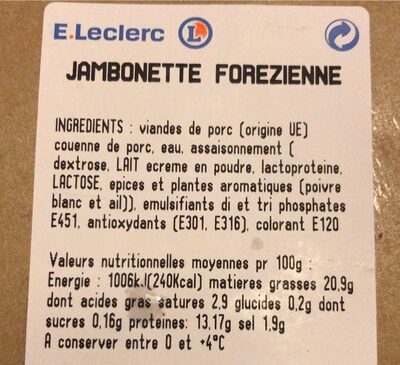 E.Leclerc L
JAMBONETTE FOREZIENNE
INGREDIENTS : viandes de porc (origine UE)
couenne de porc, eau, assaisonnement (
dextrose, LAIT ecreme en poudre, lactoproteine,
LACTOSE, epices et plantes aromatiques (poivre
blanc et ail)), emulsifiants di et tri phosphates
E451, antioxydants (E301, E316), colorant E120
Valeurs nutritionnelles moyennes pr 100g :
Energie : 1006kJ(240Kcal) matieres grasses 20,9g
dont acides gras satures 2,9 glucides 0,2g dont
sucres 0,16g proteines: 13,17g sel 1,9g
A conserver entre 0 et +4°C